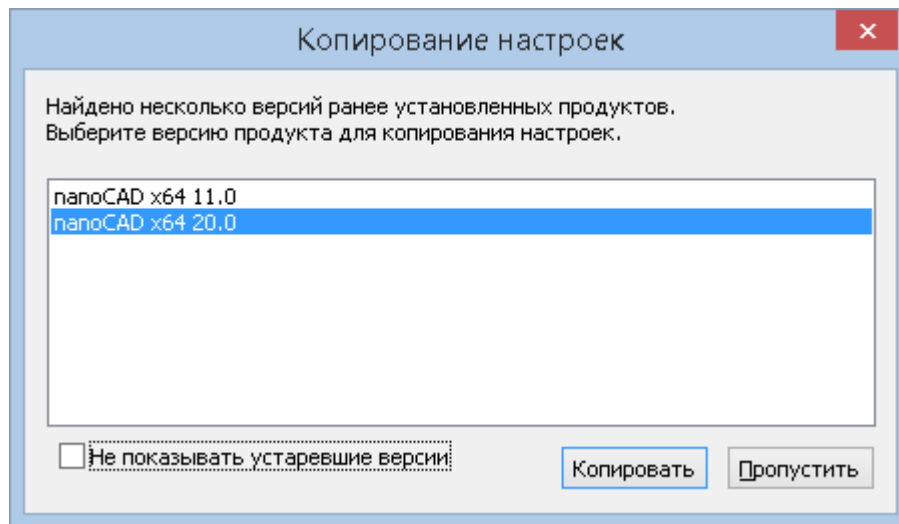 Копирование настроек
Найдено несколько версий ранее установленных продуктов.
Выберите версию продукта для копирования настроек.
nanoCAD x64 11.0
nanoCAD x64 20.0
Не показывать устаревшие версии
Копировать
Пропустить